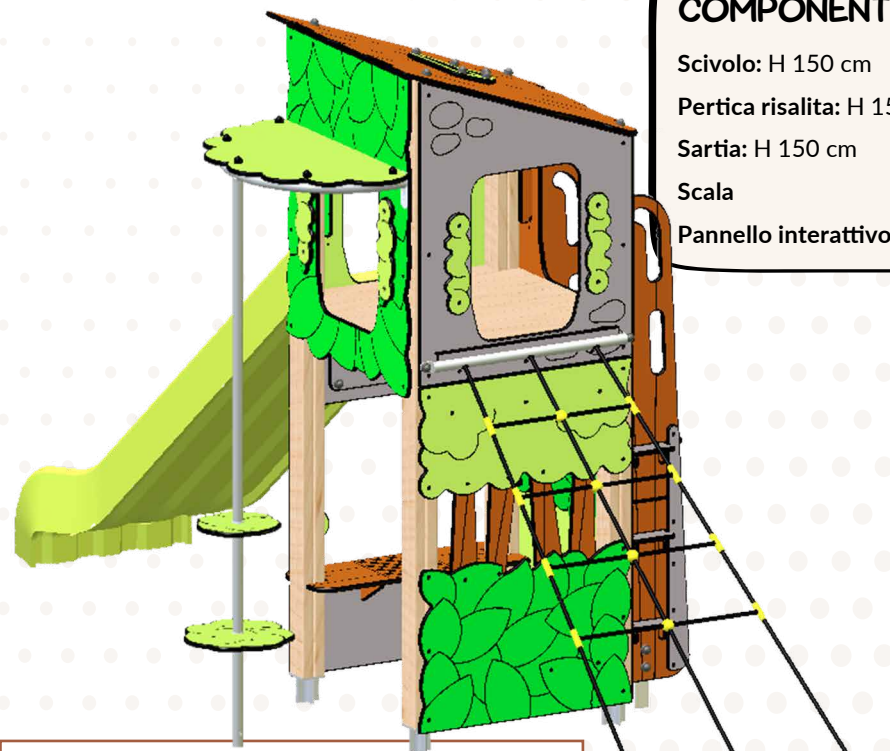 COMPONENT
Scivolo: H 150 cm
Pertica risalita: H 15
Sartia: H 150 cm
Scala
Pannello interattivo